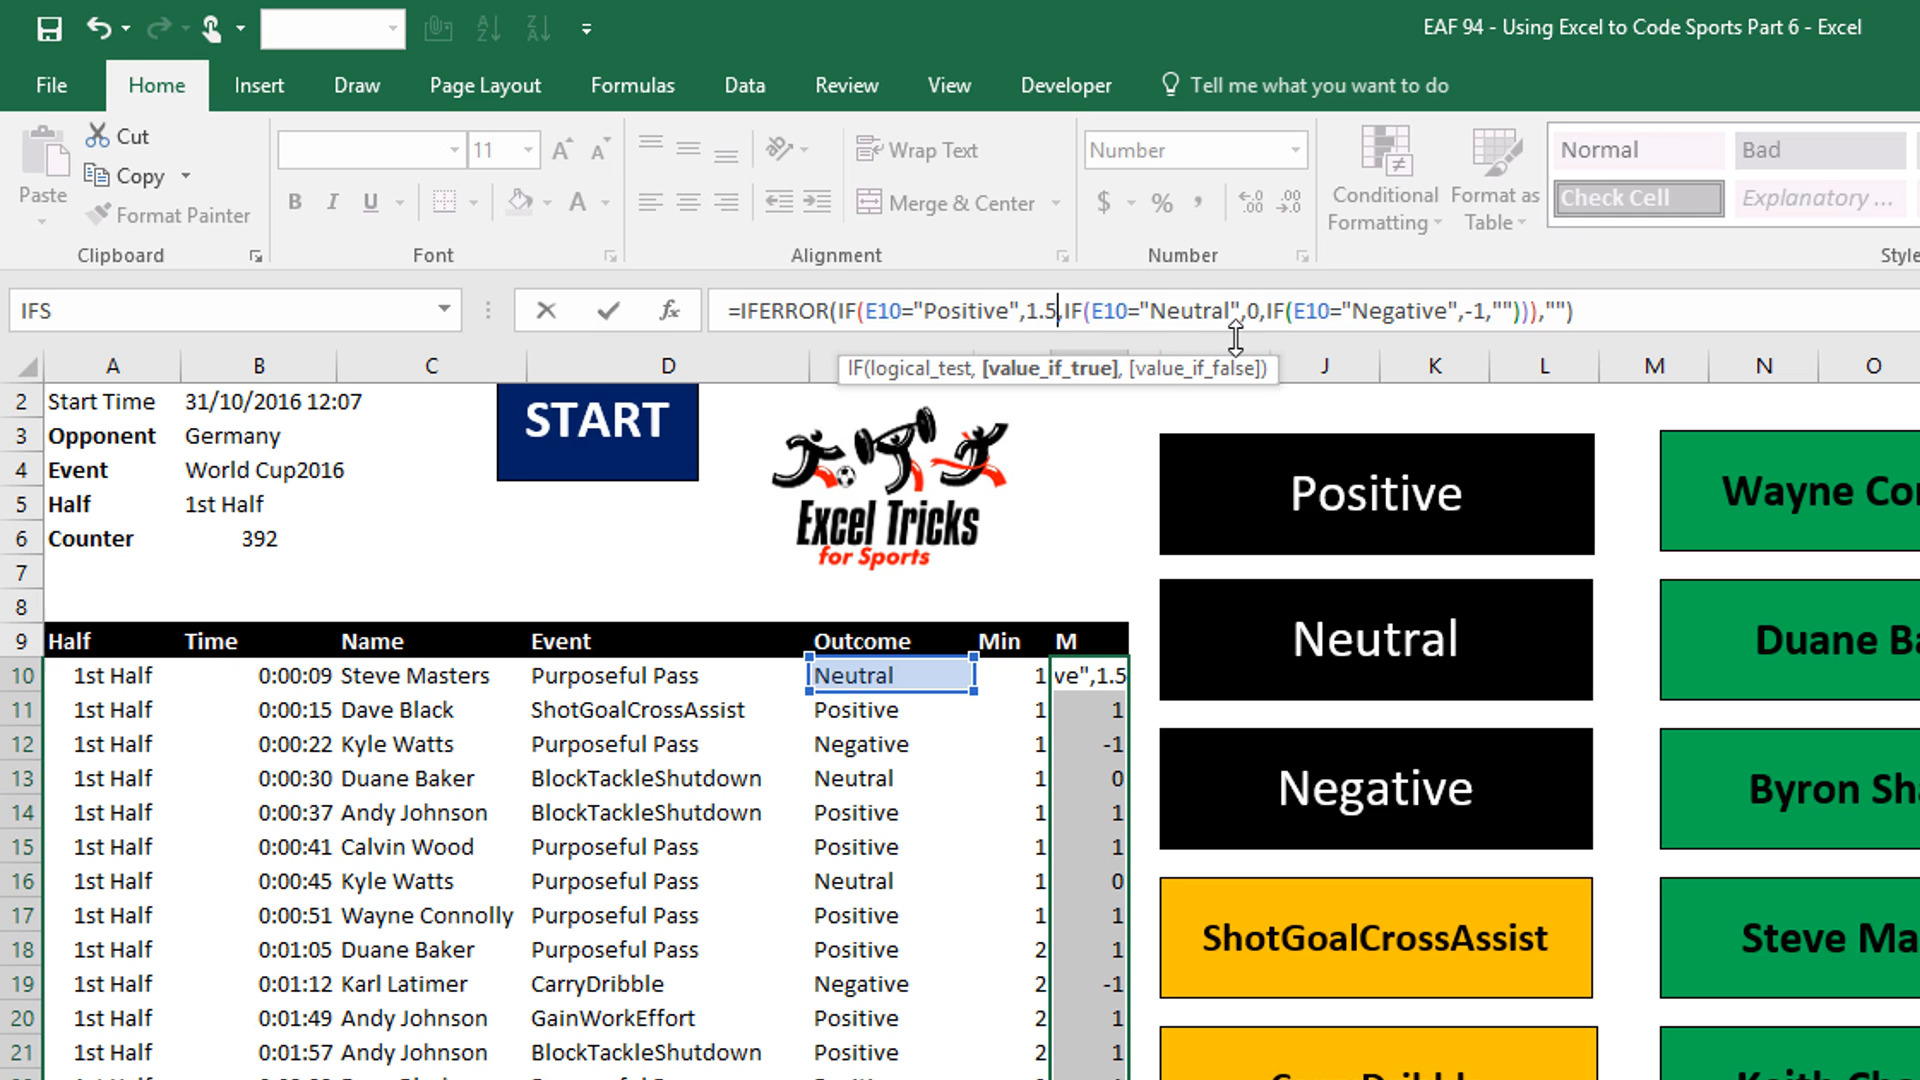 EAF 94 - Using Excel to Code Sports Part 6 - Excel
File Home Insert Draw Page Layout Formulas Data Review View Developer Tell me what you want to do
Cut
Copy
Format Painter
Paste
Clipboard
11
B I U
Font
Wrap Text
Merge & Center
Alignment
Number
$ % ,
Number
Conditional Formatting
Format as Table
Normal Bad
Check Cell Explanatory ...
IFS =IFERROR(IF(E10="Positive",1.5,IF(E10="Neutral",0,IF(E10="Negative",-1,""))),"")
IF(logical_test, [value_if_true], [value_if_false])
A B C D J K L M N O
2 Start Time 31/10/2016 12:07
3 Opponent Germany
4 Event World Cup2016
5 Half 1st Half
6 Counter 392
7
8
START
Excel Tricks
for Sports
9 Half Time Name Event Outcome Min M
10 1st Half 0:00:09 Steve Masters Purposeful Pass Neutral 1 ve",1.5
11 1st Half 0:00:15 Dave Black ShotGoalCrossAssist Positive 1 1
12 1st Half 0:00:22 Kyle Watts Purposeful Pass Negative 1 -1
13 1st Half 0:00:30 Duane Baker BlockTackleShutdown Neutral 1 0
14 1st Half 0:00:37 Andy Johnson BlockTackleShutdown Positive 1 1
15 1st Half 0:00:41 Calvin Wood Purposeful Pass Positive 1 1
16 1st Half 0:00:45 Kyle Watts Purposeful Pass Neutral 1 0
17 1st Half 0:00:51 Wayne Connolly Purposeful Pass Positive 1 1
18 1st Half 0:01:05 Duane Baker Purposeful Pass Positive 2 1
19 1st Half 0:01:12 Karl Latimer CarryDribble Negative 2 -1
20 1st Half 0:01:49 Andy Johnson GainWorkEffort Positive 2 1
21 1st Half 0:01:57 Andy Johnson BlockTackleShutdown Positive 2 1
Positive
Neutral
Negative
ShotGoalCrossAssist
Wayne Co
Duane Ba
Byron Sh
Steve Ma